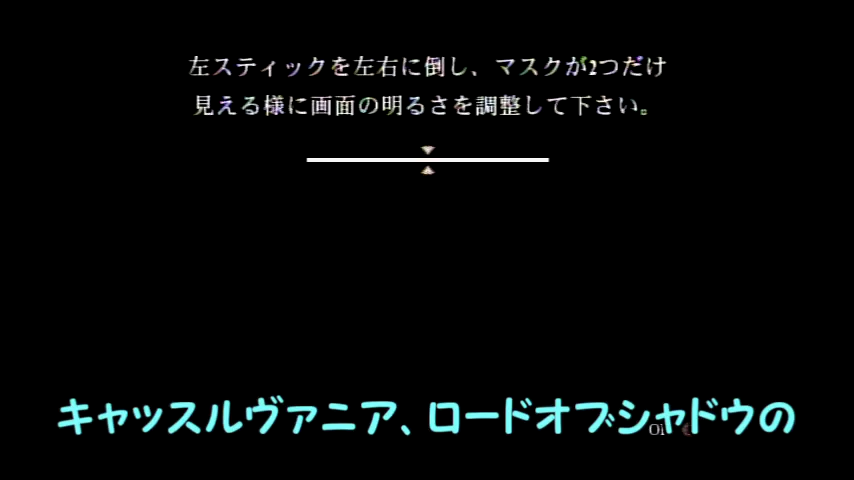 左スティックを左右に倒し、マスクが2つだけ
見える様に画面の明るさを調整して下さい。
キャッスルヴァニア、ロードオブシャドウの